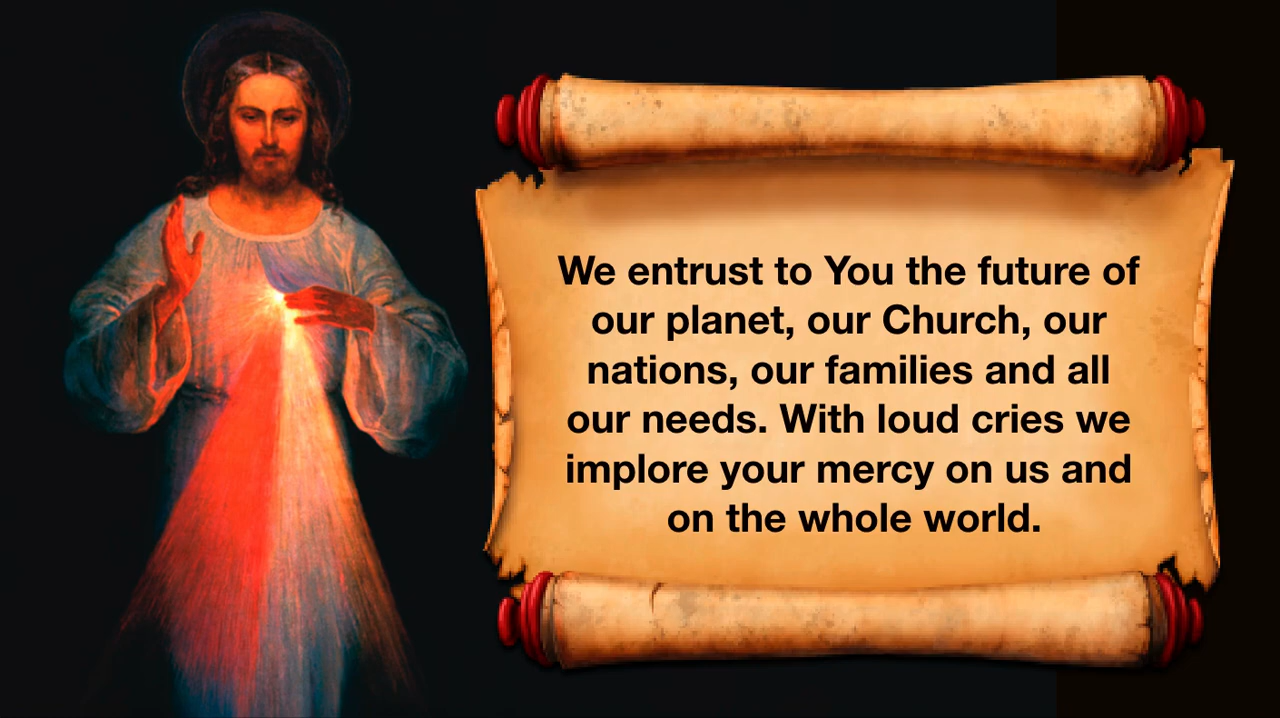 We entrust to You the future of
our planet, our Church, our
nations, our families and all
our needs. With loud cries we
implore your mercy on us and
on the whole world.